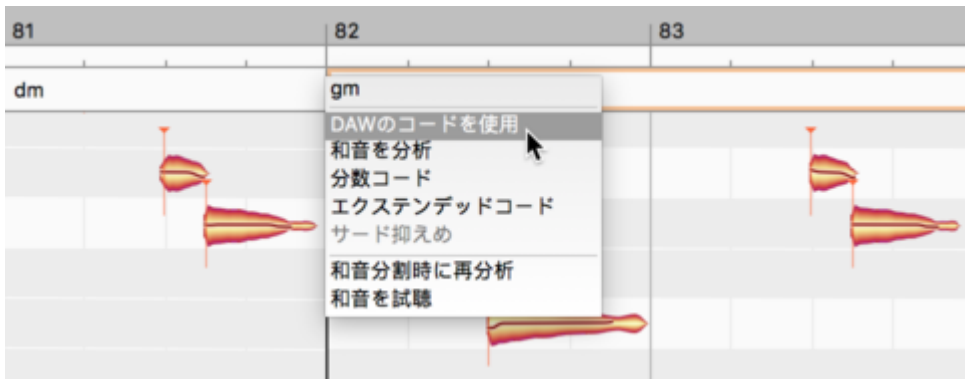 81 82 83
dm gm
DAWのコードを使用
和音を分析
分数コード
エクステンデッドコード
サード抑えめ
和音分割時に再分析
和音を試聴